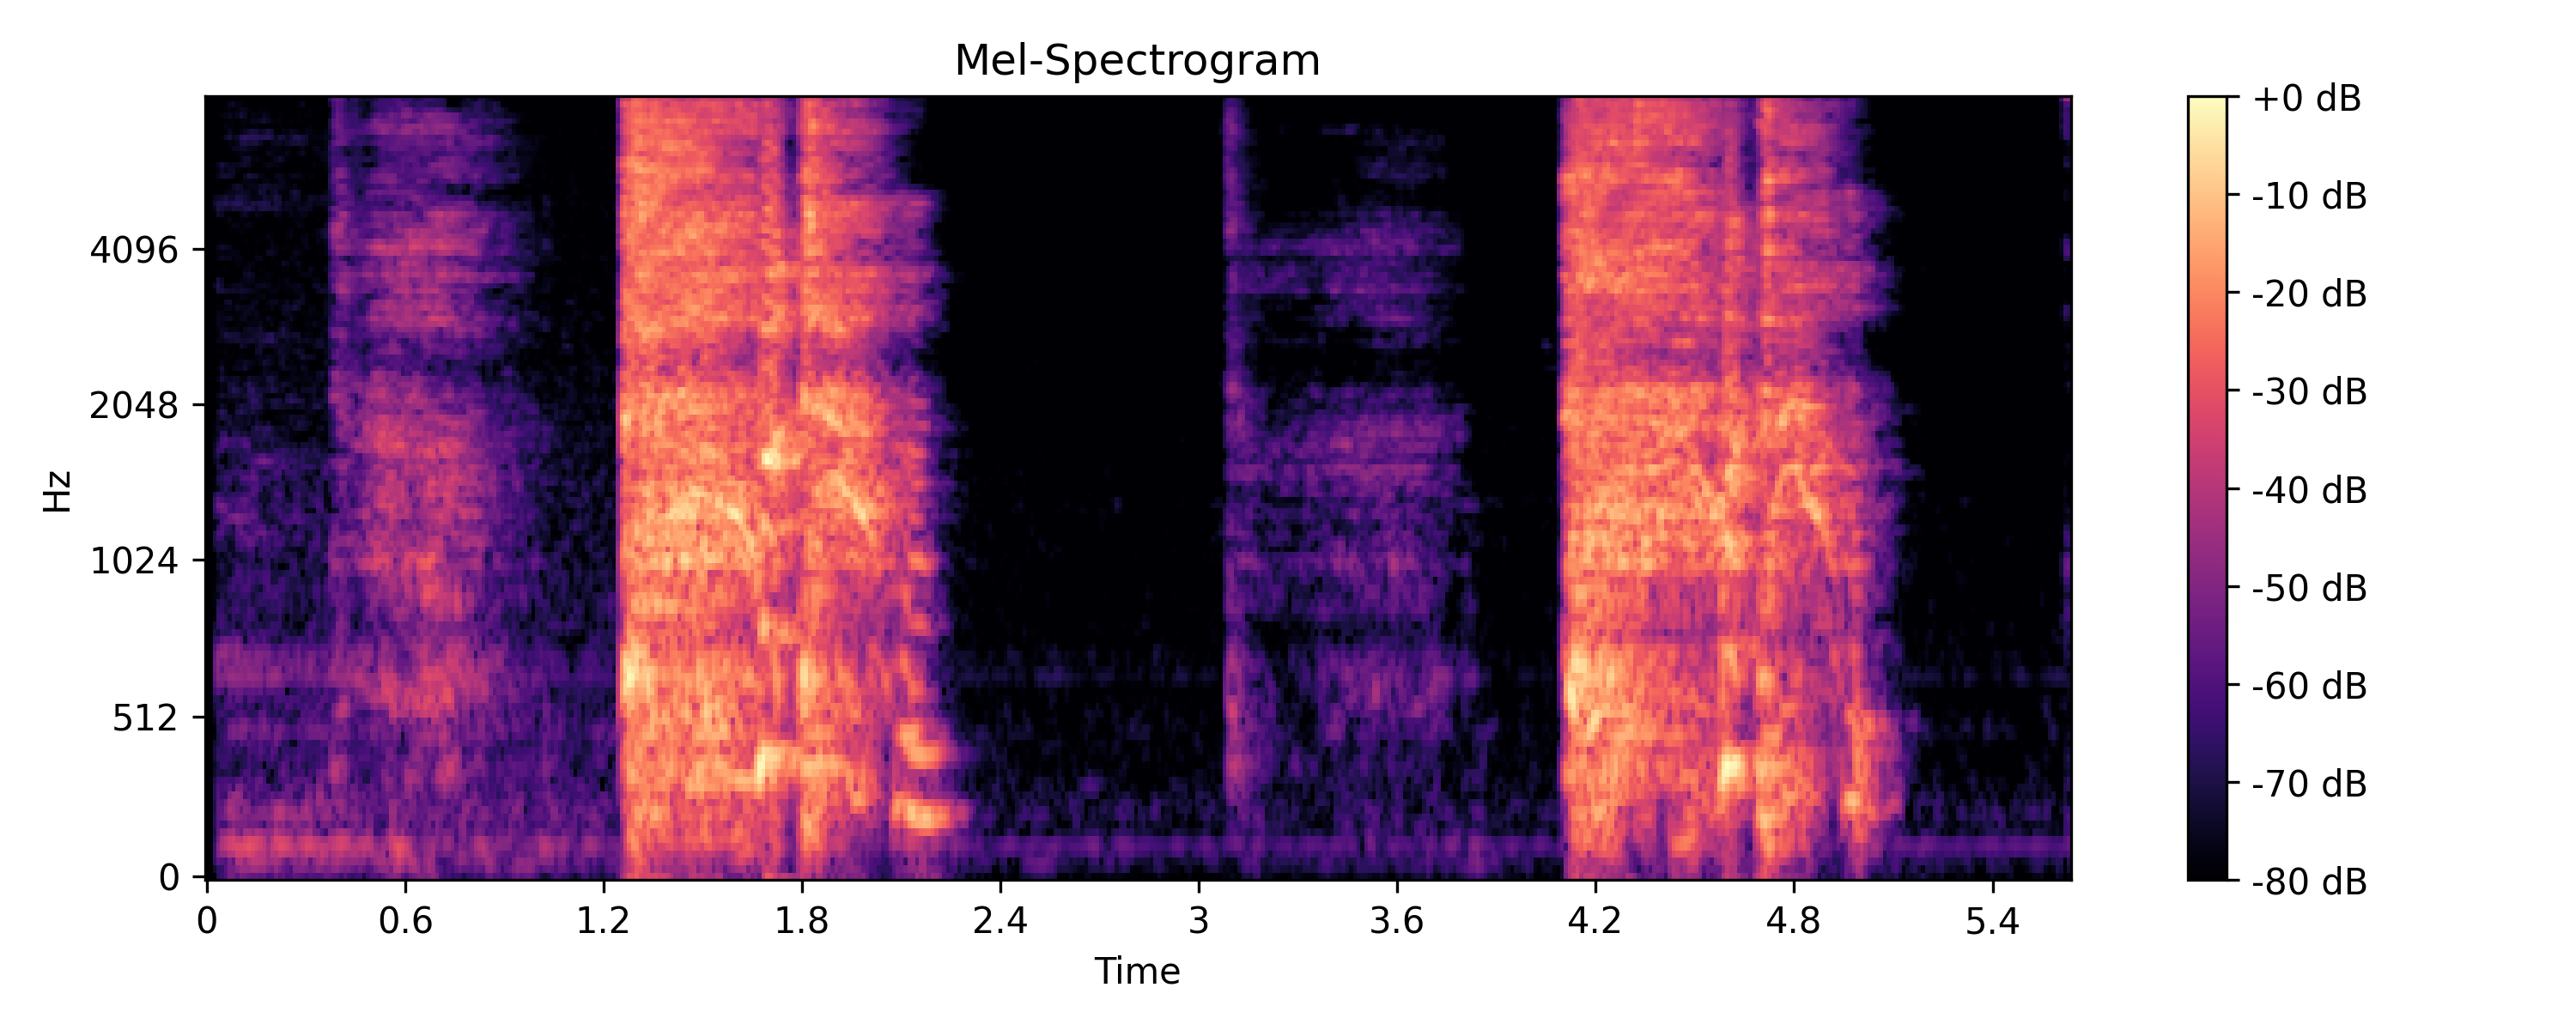 Mel-Spectrogram
+0 dB
-10 dB
-20 dB
-30 dB
-40 dB
-50 dB
-60 dB
-70 dB
-80 dB
Hz
4096
2048
1024
512
0
0 0.6 1.2 1.8 2.4 3 3.6 4.2 4.8 5.4
Time